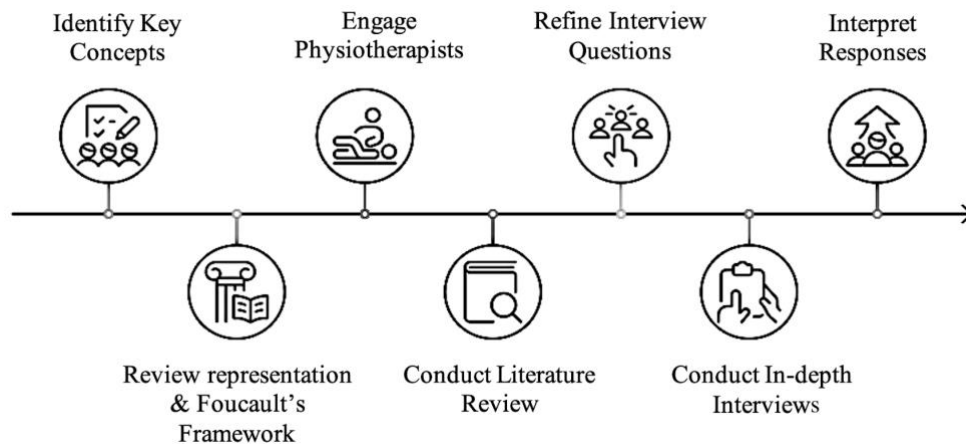 Identify Key
Concepts
Engage
Physiotherapists
Refine Interview
Questions
Interpret
Responses
Review representation
& Foucault's
Framework
Conduct Literature
Review
Conduct In-depth
Interviews